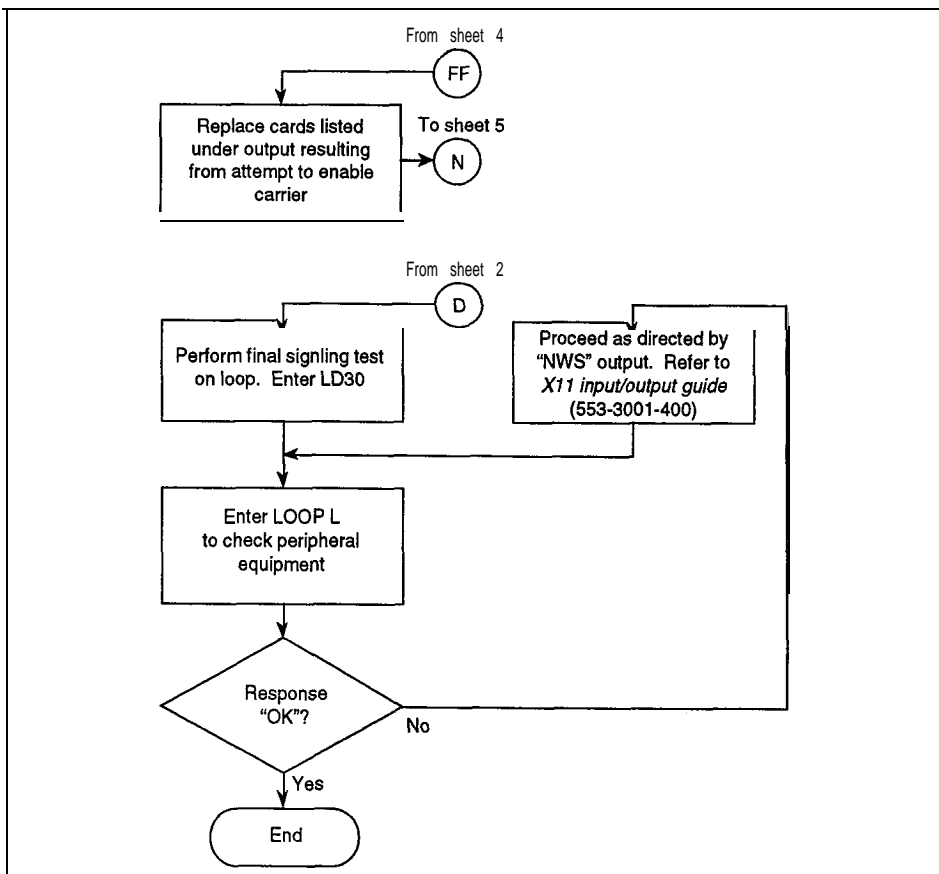 From sheet 4
FF
Replace cards listed
under output resulting
from attempt to enable
carrier
To sheet 5
N
From sheet 2
D
Perform final signling test
on loop. Enter LD30
Proceed as directed by
“NWS” output. Refer to
X11 input/output guide
(553-3001-400)
Enter LOOP L
to check peripheral
equipment
Response
“OK”?
No
Yes
End